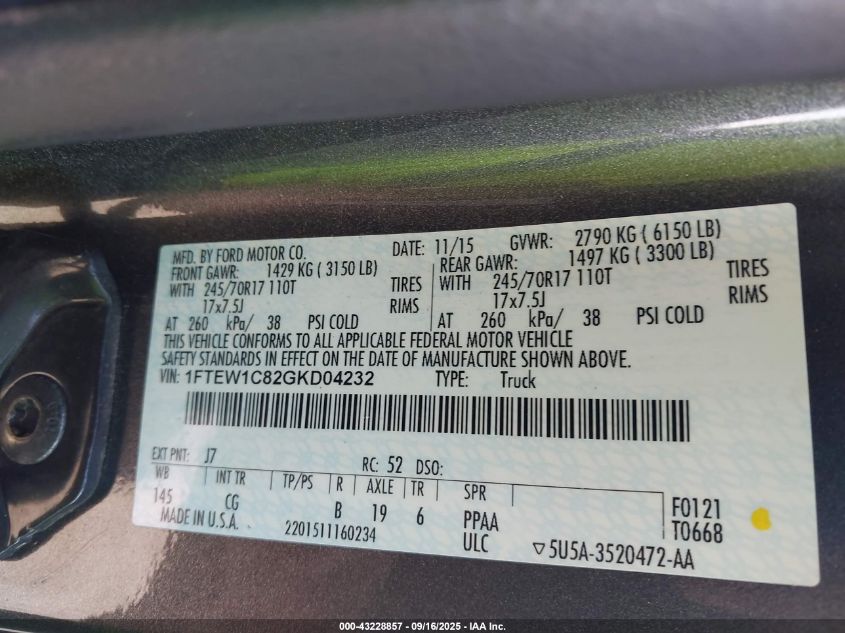 MFD. BY FORD MOTOR CO. DATE: 11/15 GVWR: 2790 KG ( 6150 LB)
FRONT GAWR: 1429 KG ( 3150 LB) REAR GAWR: 1497 KG ( 3300 LB)
WITH 245/70R17 110T TIRES WITH 245/70R17 110T TIRES
17x7.5J RIMS 17x7.5J RIMS
AT 260 kPa/ 38 PSI COLD AT 260 kPa/ 38 PSI COLD
THIS VEHICLE CONFORMS TO ALL APPLICABLE FEDERAL MOTOR VEHICLE
SAFETY STANDARDS IN EFFECT ON THE DATE OF MANUFACTURE SHOWN ABOVE.
VIN: 1FTEW1C82GKD04232 TYPE: Truck
EXT PNT: J7 RC: 52 DSO:
WB INT TR TP/PS R AXLE TR SPR
145 CG B 19 6 PPAA F0121
MADE IN U.S.A. 2201511160234 ULC T0668
▽5U5A-3520472-AA
000-43228857 - 09/16/2025 - IAA Inc.